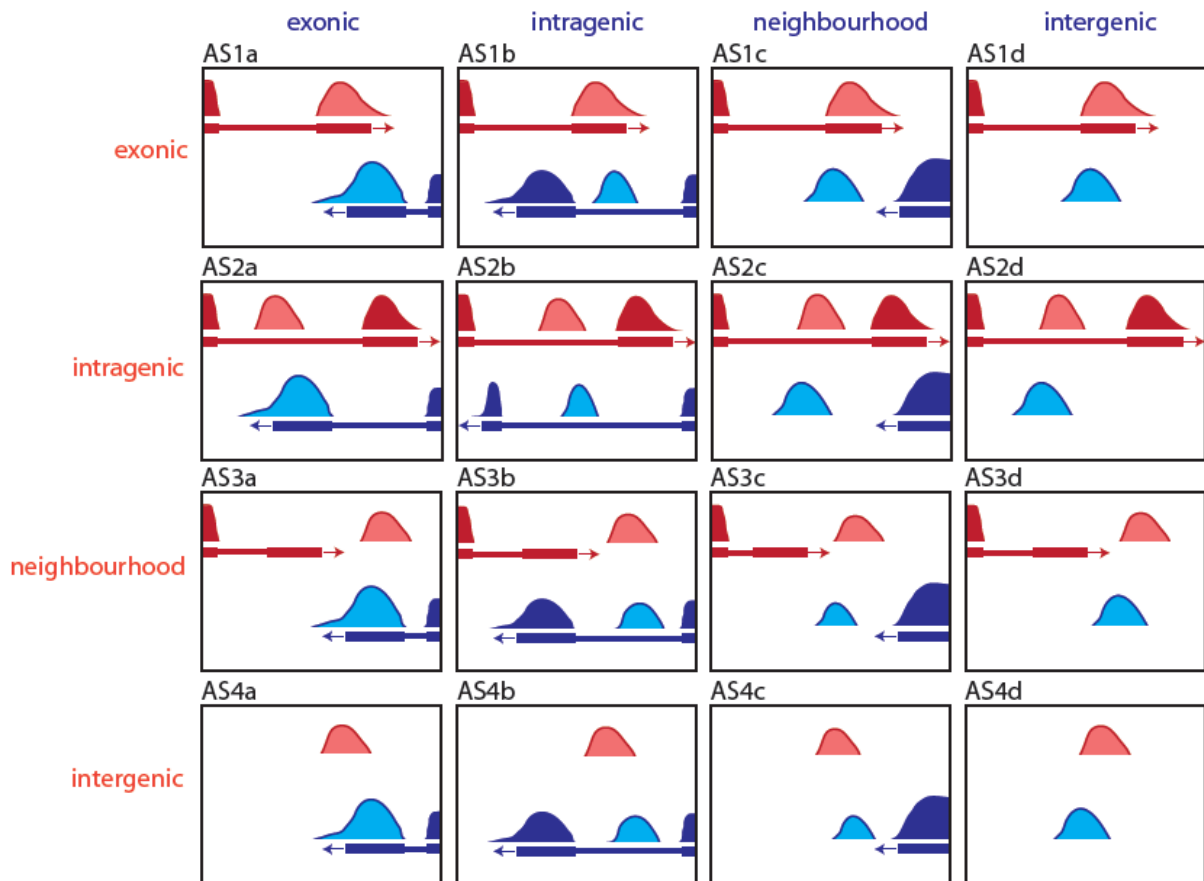 exonic intragenic neighbourhood intergenic
AS1a AS1b AS1c AS1d
exonic
AS2a AS2b AS2c AS2d
intragenic
AS3a AS3b AS3c AS3d
neighbourhood
AS4a AS4b AS4c AS4d
intergenic